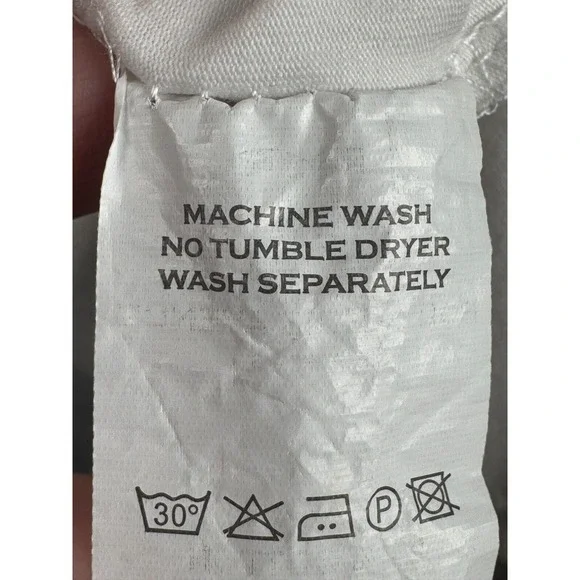 MACHINE WASH
NO TUMBLE DRYER
WASH SEPARATELY
30° P